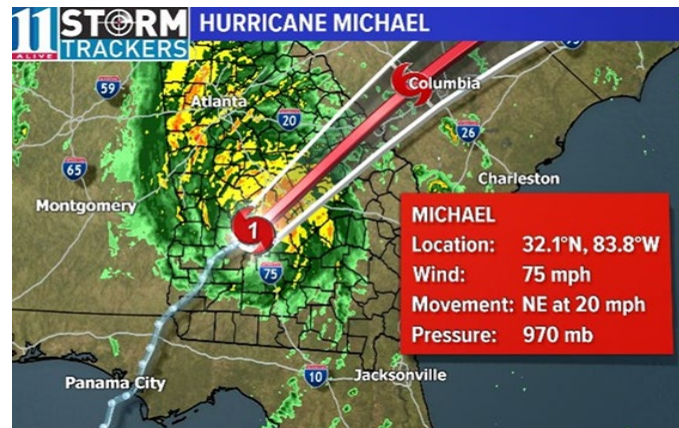 11 STORM TRACKERS
ALIVE
HURRICANE MICHAEL
59
Atlanta
20
Columbia
95
26
65
Charleston
Montgomery
1
75
MICHAEL
Location: 32.1°N, 83.8°W
Wind: 75 mph
Movement: NE at 20 mph
Pressure: 970 mb
Panama City
10
Jacksonville